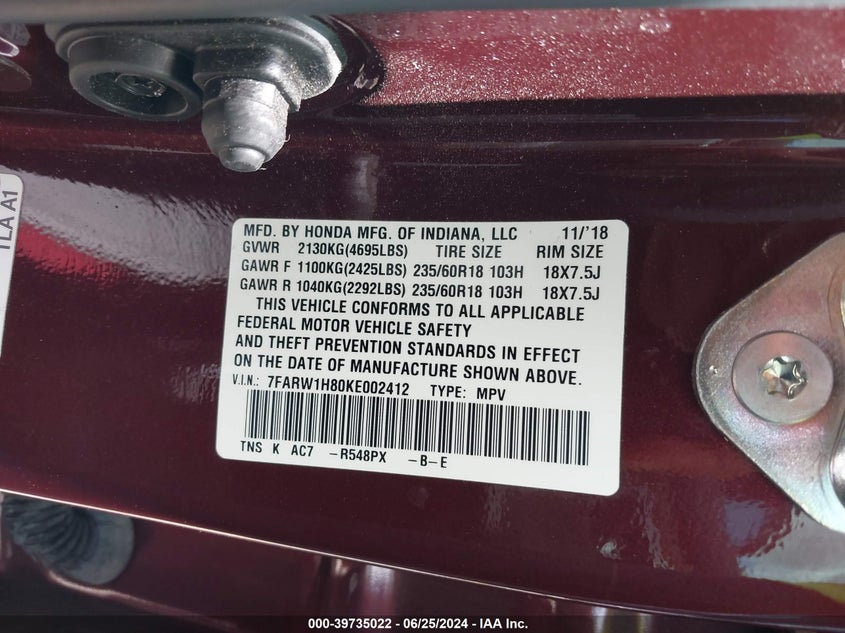 1LA A1
MFD. BY HONDA MFG. OF INDIANA, LLC 11/'18
GVWR 2130KG(4695LBS) TIRE SIZE RIM SIZE
GAWR F 1100KG(2425LBS) 235/60R18 103H 18X7.5J
GAWR R 1040KG(2292LBS) 235/60R18 103H 18X7.5J
THIS VEHICLE CONFORMS TO ALL APPLICABLE
FEDERAL MOTOR VEHICLE SAFETY
AND THEFT PREVENTION STANDARDS IN EFFECT
ON THE DATE OF MANUFACTURE SHOWN ABOVE.
V.I.N.: 7FARW1H80KE002412 TYPE: MPV
TNS K AC7 -R548PX -B-E
000-39735022 - 06/25/2024 - IAA Inc.